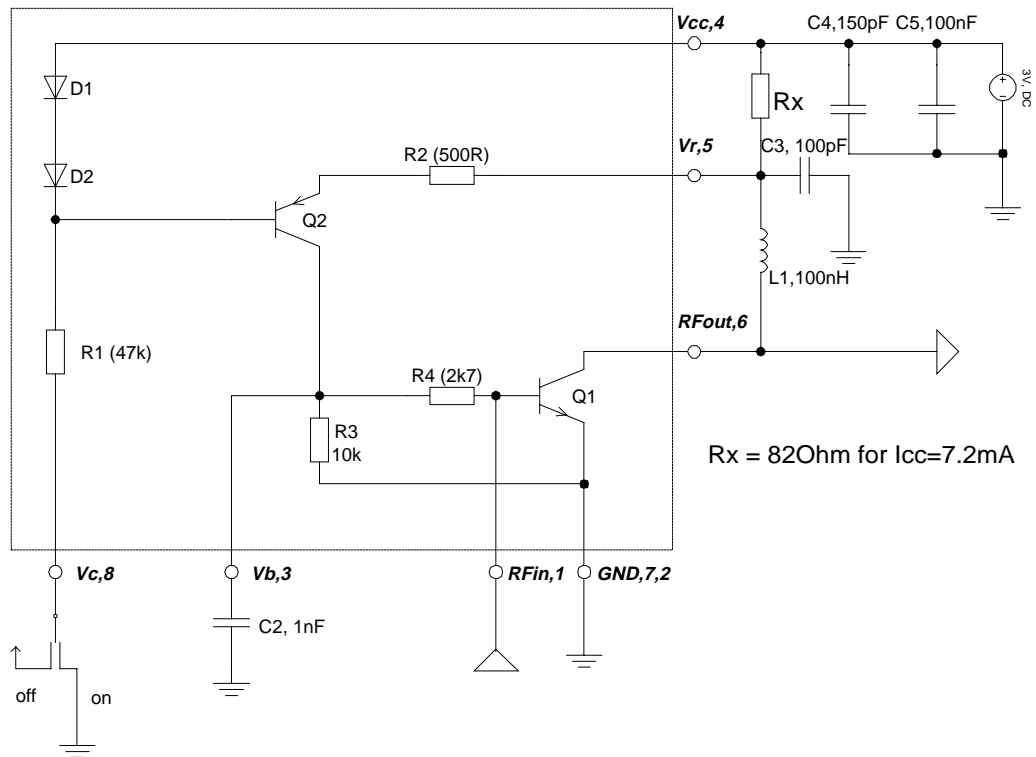 Vcc,4
C4,150pF
C5,100nF
D1
Rx
+
−
3V, DC
R2 (500R)
Vr,5
C3, 100pF
D2
Q2
L1,100nH
RFout,6
R1 (47k)
R4 (2k7)
Q1
R3
10k
Rx = 82Ohm for Icc=7.2mA
Vc,8
Vb,3
RFin,1
GND,7,2
C2, 1nF
off
on